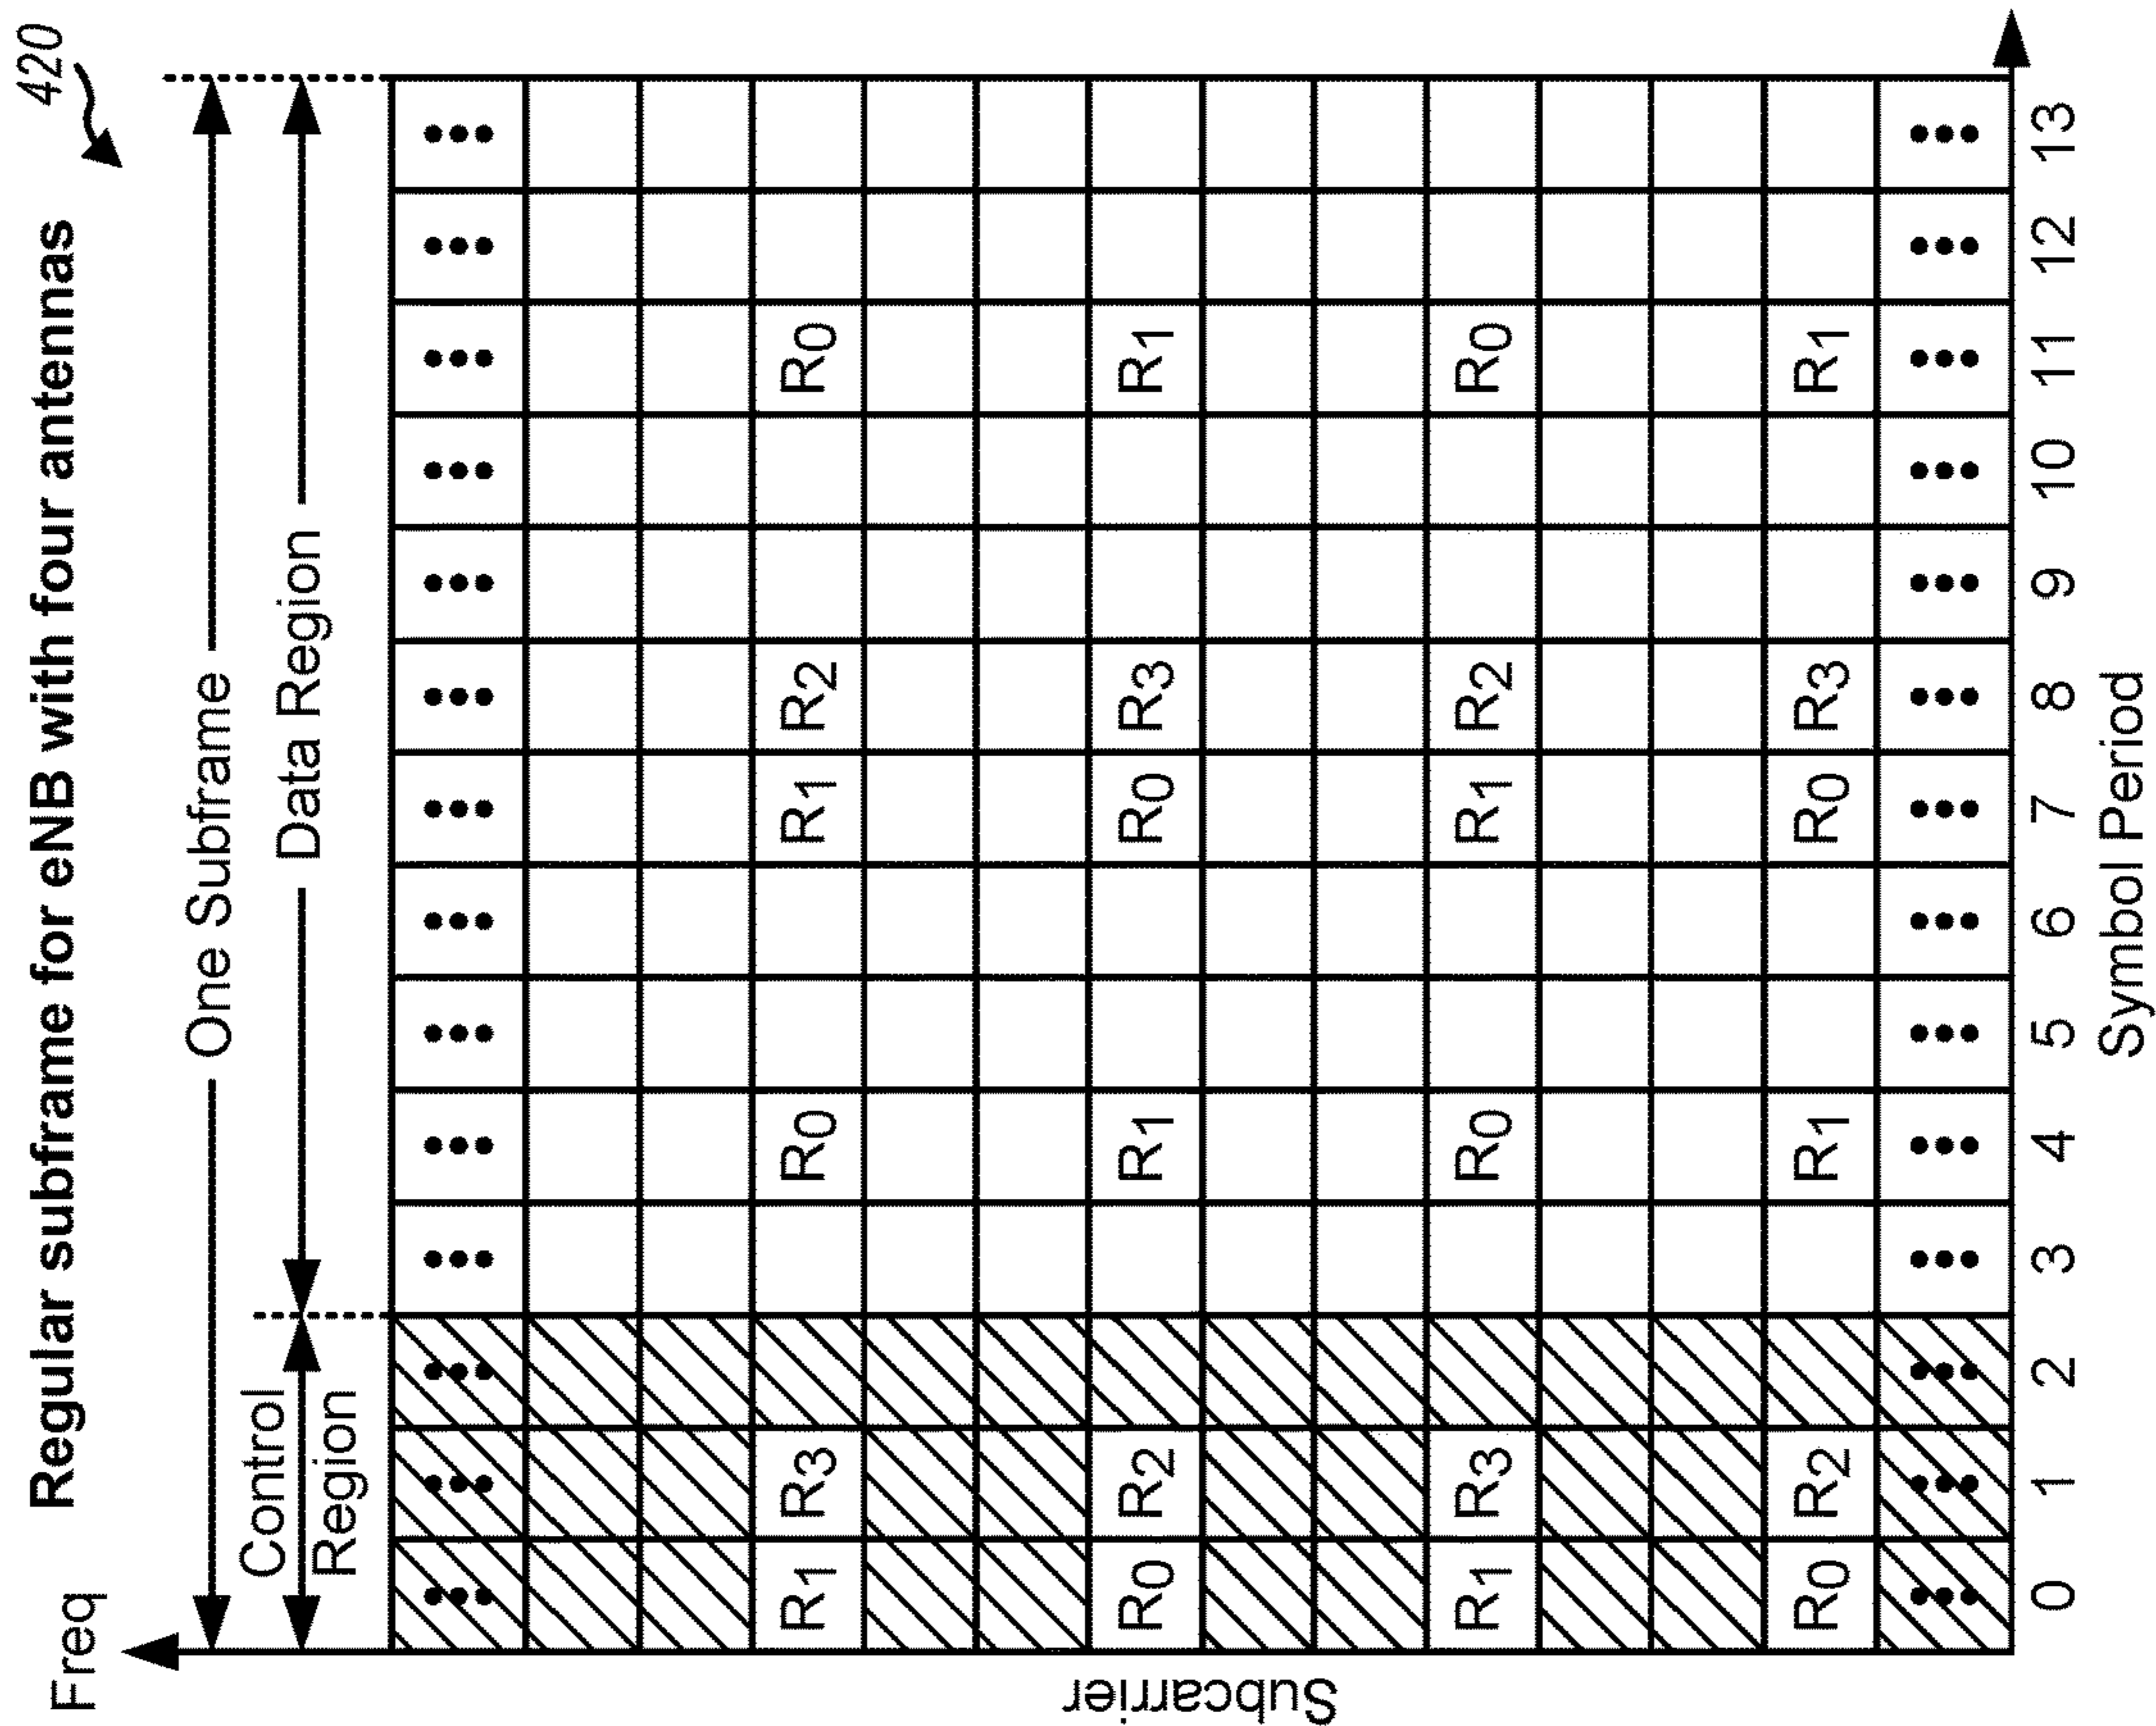 420
Regular subframe for eNB with four antennas
Freq
One Subframe
Control
Region
Data Region
••• ••• ••• ••• ••• ••• ••• ••• ••• ••• ••• ••• ••• •••
R1 R3 R0 R1 R2 R0
R0 R2 R1 R0 R3 R1
Subcarrier
R1 R3 R0 R1 R2 R0
R0 R2 R1 R0 R3 R1
••• ••• ••• ••• ••• ••• ••• ••• ••• ••• ••• ••• ••• •••
0 1 2 3 4 5 6 7 8 9 10 11 12 13
Symbol Period